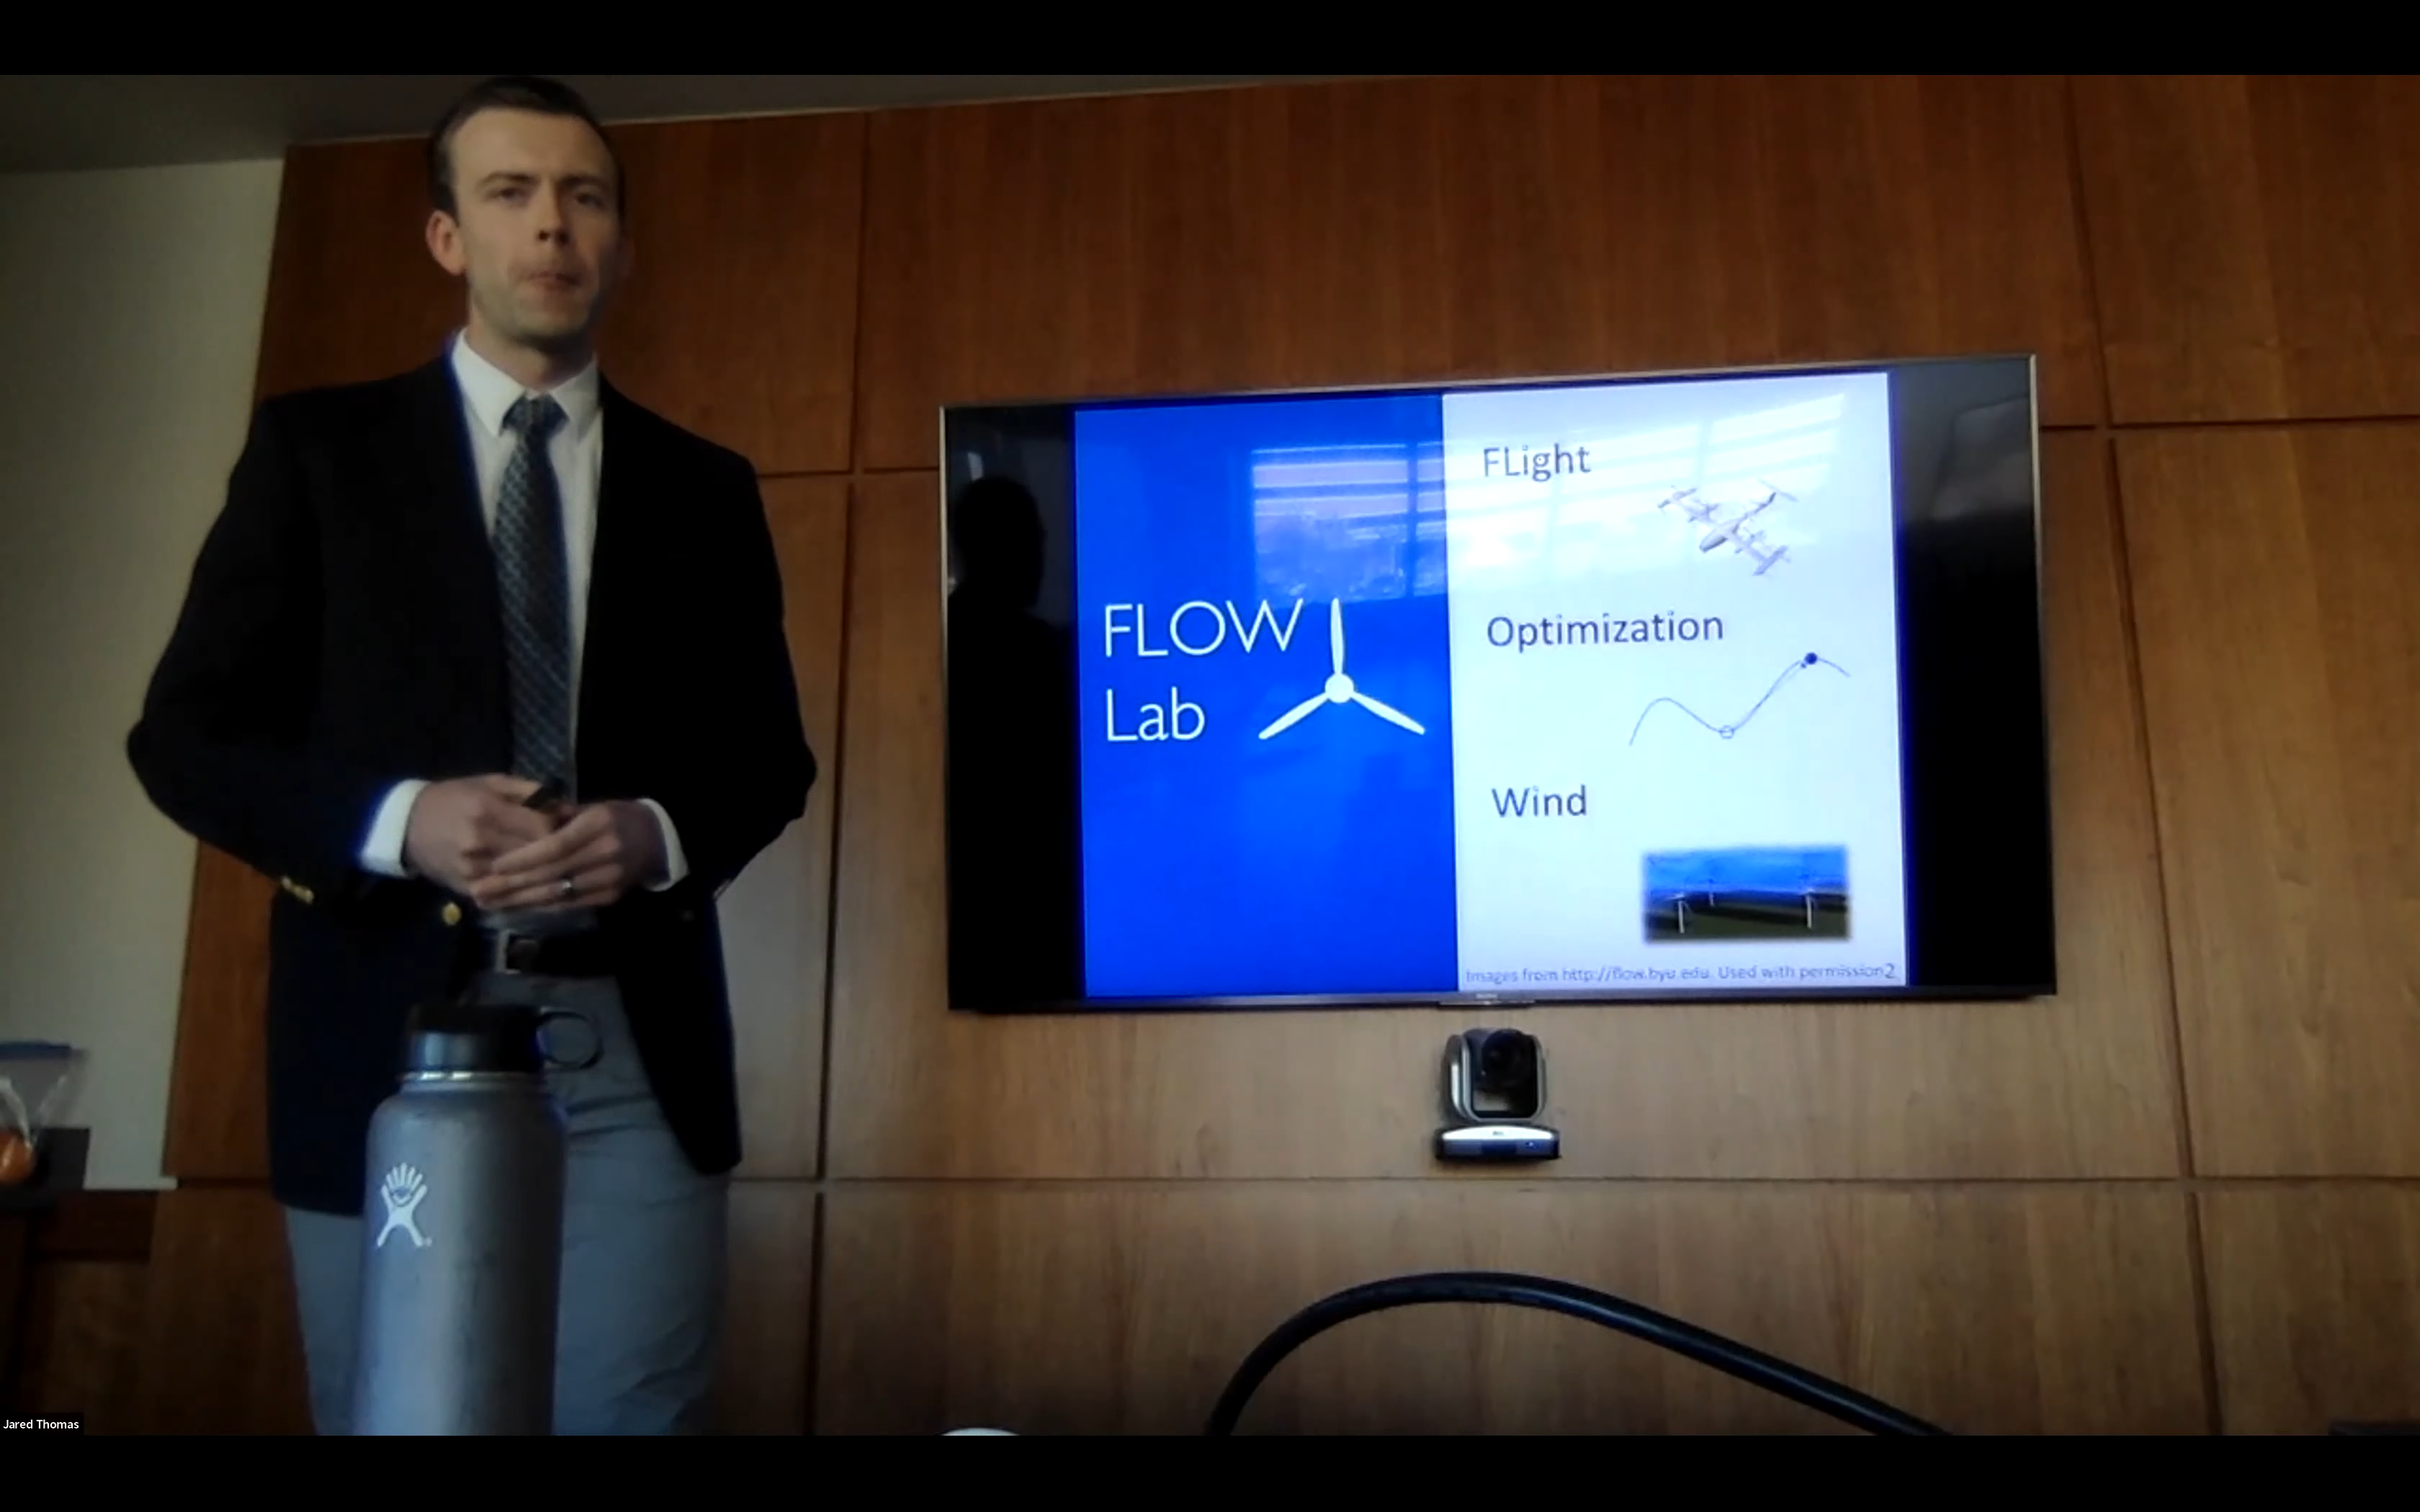 FLOW
Lab
FLight
Optimization
Wind
Images from http://flow.byu.edu. Used with permission2
Jared Thomas